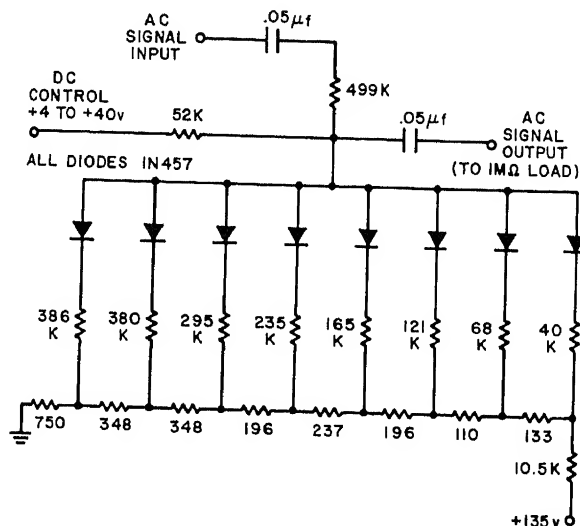 AC
SIGNAL
INPUT
.05μf
499K
DC
CONTROL
+4 TO +40v
52K
.05μf
AC
SIGNAL
OUTPUT
(TO 1MΩ LOAD)
ALL DIODES IN457
386
K
380
K
295
K
235
K
165
K
121
K
68
K
40
K
750
348
348
196
237
196
110
133
10.5K
+135v